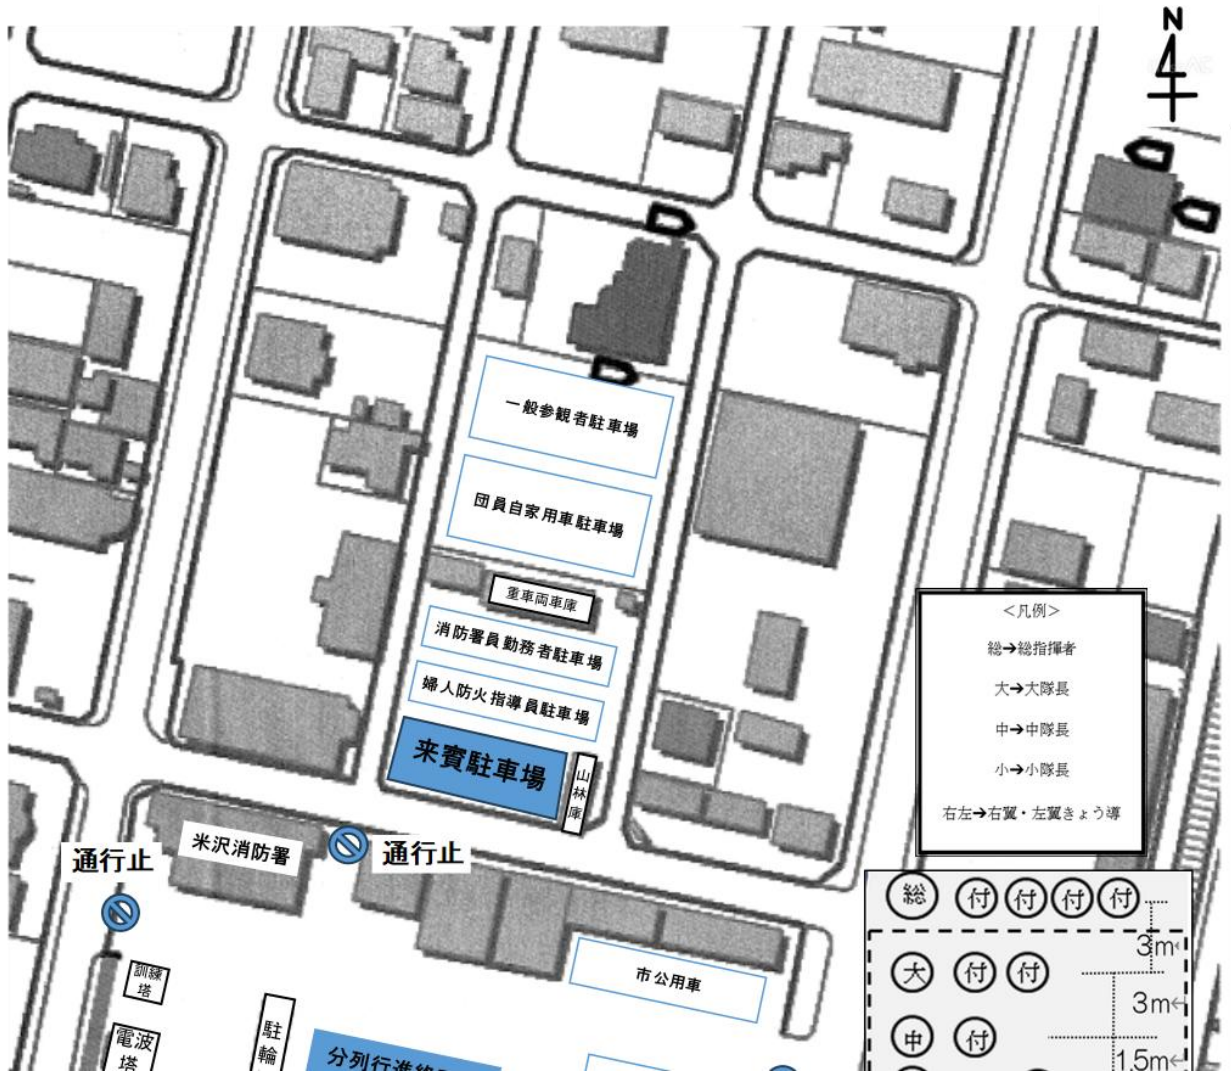 N
一般参観者駐車場
団員自家用車駐車場
重車両車庫
消防署員勤務者駐車場
婦人防火指導員駐車場
来賓駐車場
山林庫
<凡例>
総→総指揮者
大→大隊長
中→中隊長
小→小隊長
右左→右翼・左翼きょう導
米沢消防署
通行止
通行止
総 付 付 付 付
3m
大 付 付
3m
中 付
1.5m
市公用車
訓練
塔
電波
塔
駐輪
分列行進